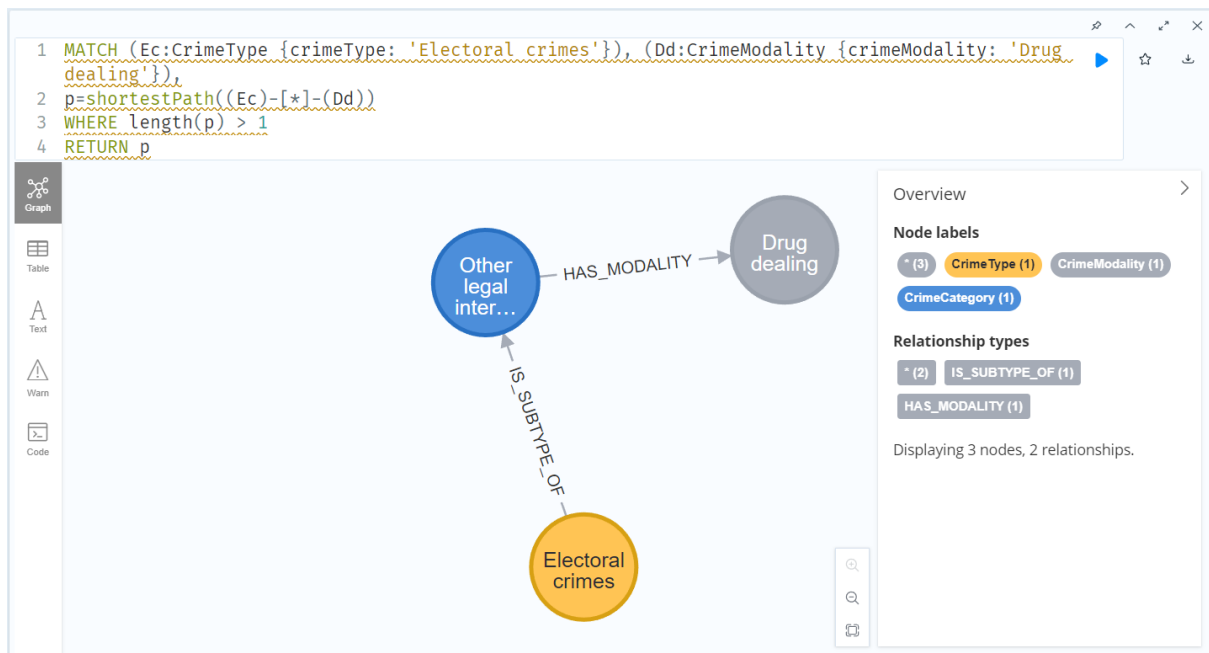 1 MATCH (Ec:CrimeType {crimeType: 'Electoral crimes'}), (Dd:CrimeModality {crimeModality: 'Drug
dealing'}),
2 p=shortestPath((Ec)-[*]-(Dd))
3 WHERE length(p) > 1
4 RETURN p
Graph
Table
Text
Warn
Code
Other
legal
inter...
HAS_MODALITY
Drug
dealing
IS_SUBTYPE_OF
Electoral
crimes
Overview
Node labels
* (3) CrimeType (1) CrimeModality (1)
CrimeCategory (1)
Relationship types
* (2) IS_SUBTYPE_OF (1)
HAS_MODALITY (1)
Displaying 3 nodes, 2 relationships.